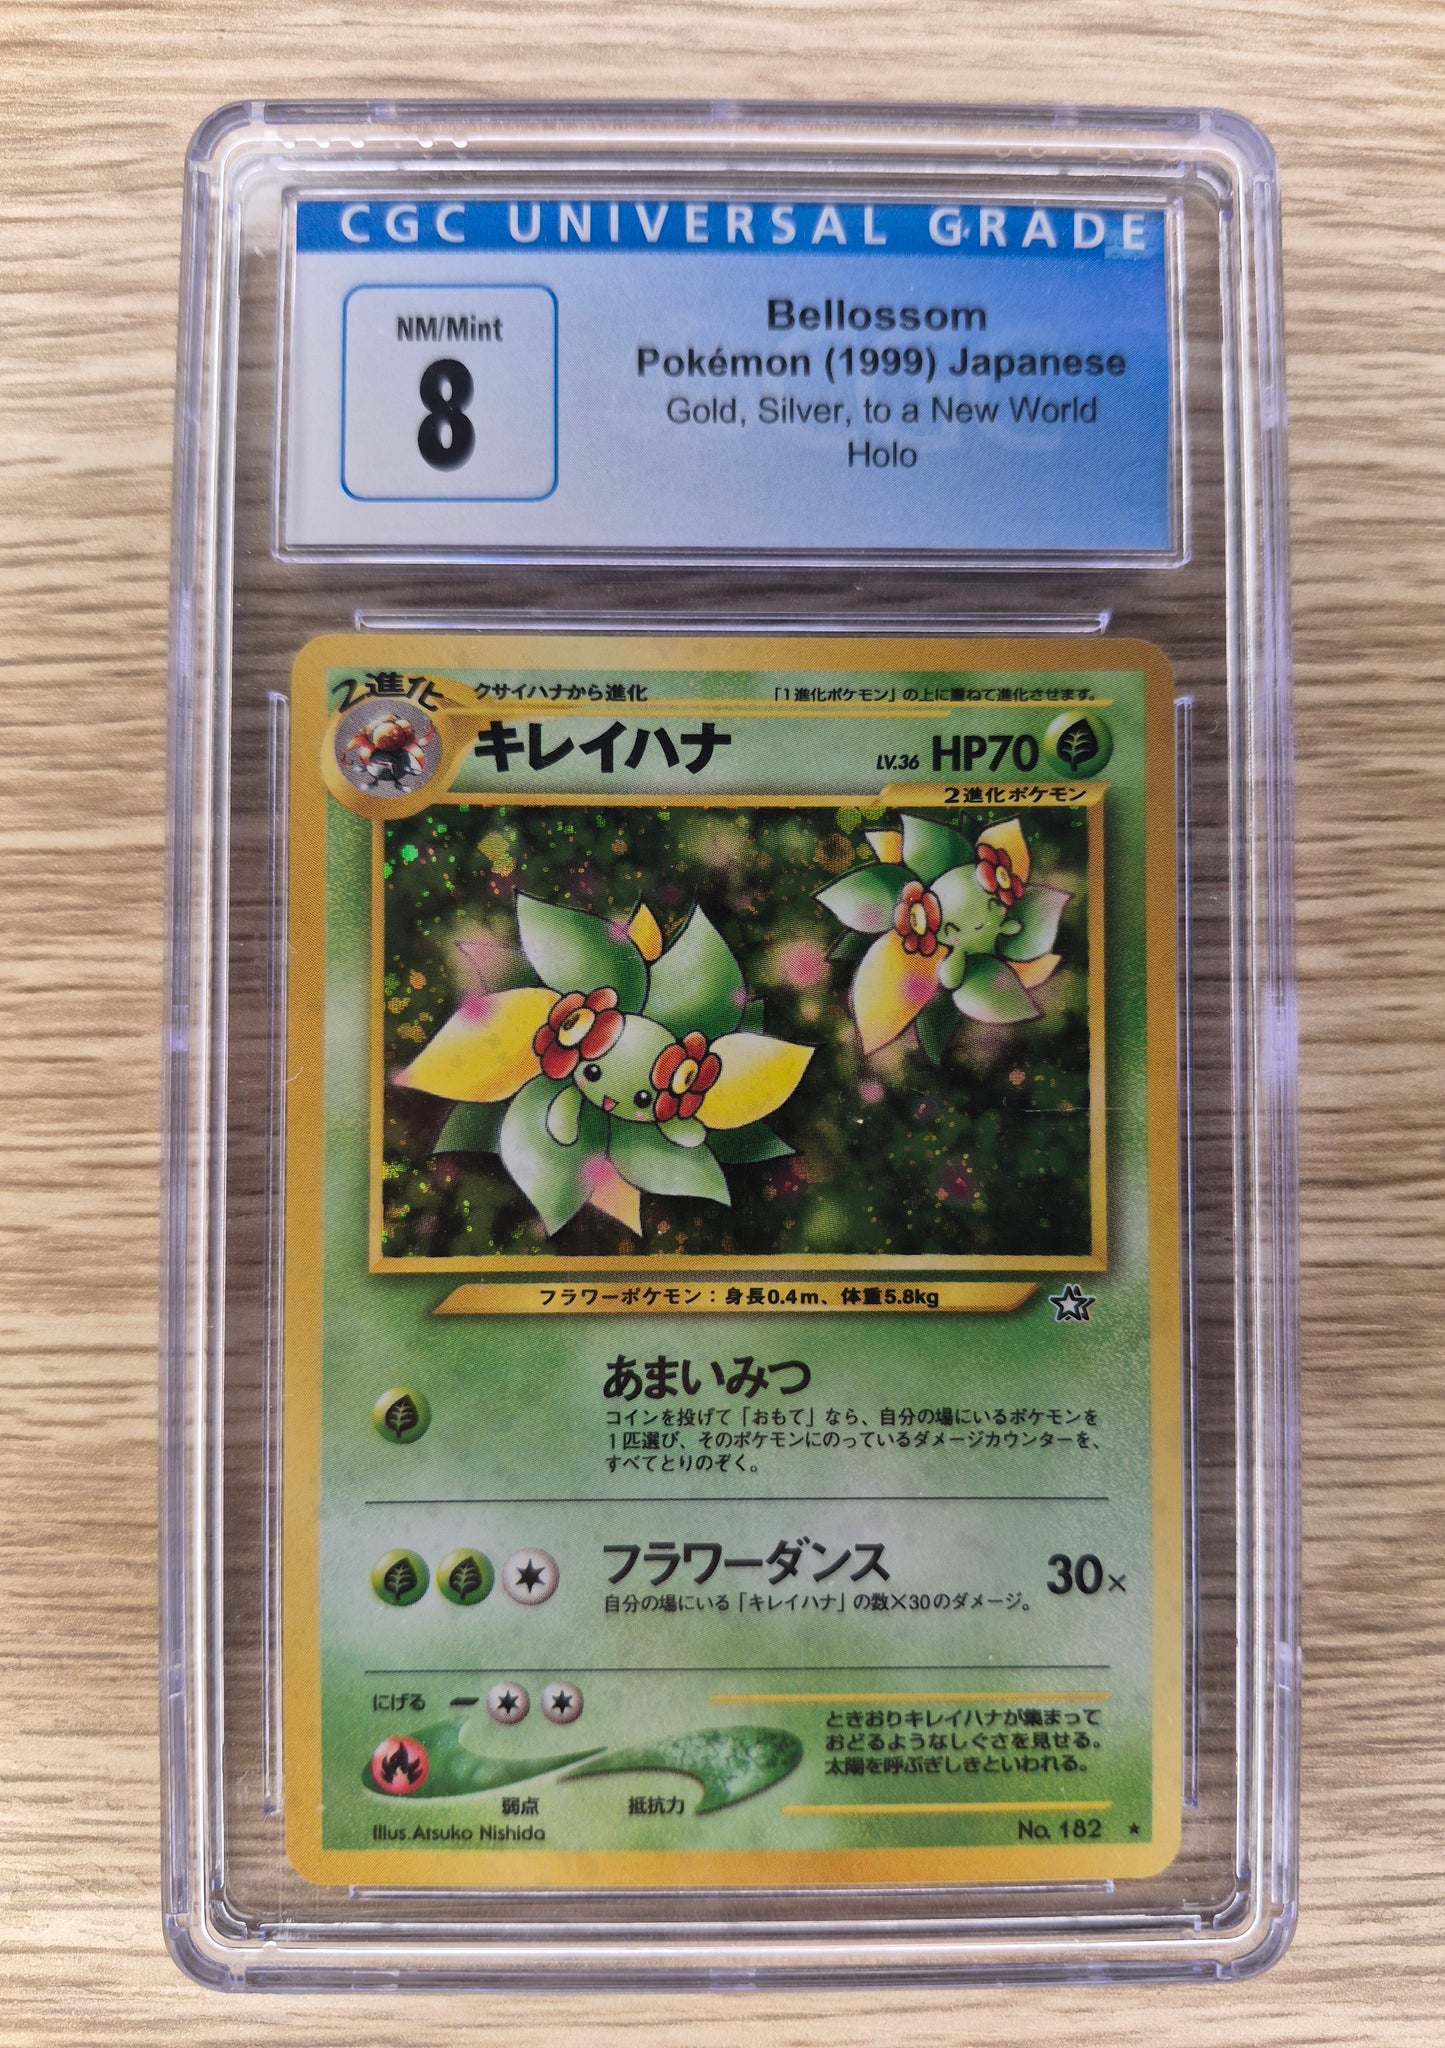 CGC UNIVERSAL GRADE
NM/Mint
8
Bellossom
Pokémon (1999) Japanese
Gold, Silver, to a New World
Holo
2進化
クサイハナから進化
「1進化ポケモン」の上に重ねて進化させます。
キレイハナ
LV.36 HP70
2進化ポケモン
フラワーポケモン：身長0.4m、体重5.8kg
あまいみつ
コインを投げて「おもて」なら、自分の場にいるポケモンを
1匹選び、そのポケモンにのっているダメージカウンターを、
すべてとりのぞく。
フラワーダンス
30×
自分の場にいる「キレイハナ」の数×30のダメージ。
にげる
弱点
抵抗力
ときおりキレイハナが集まって
おどるようなしぐさを見せる。
太陽を呼ぶぎしきといわれる。
Illus.Atsuko Nishida
No. 182 ★